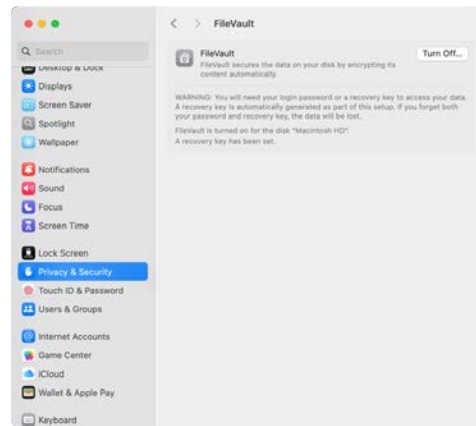 FileVault
Search
Desktop & Dock
Displays
Screen Saver
Spotlight
Wallpaper
Notifications
Sound
Focus
Screen Time
Lock Screen
Privacy & Security
Touch ID & Password
Users & Groups
Internet Accounts
Game Center
iCloud
Wallet & Apple Pay
Keyboard
FileVault
Turn Off...
FileVault secures the data on your disk by encrypting its
content automatically.
WARNING: You will need your login password or a recovery key to access your data.
A recovery key is automatically generated as part of this setup. If you forget both
your password and recovery key, the data will be lost.
FileVault is turned on for the disk "Macintosh HD".
A recovery key has been set.